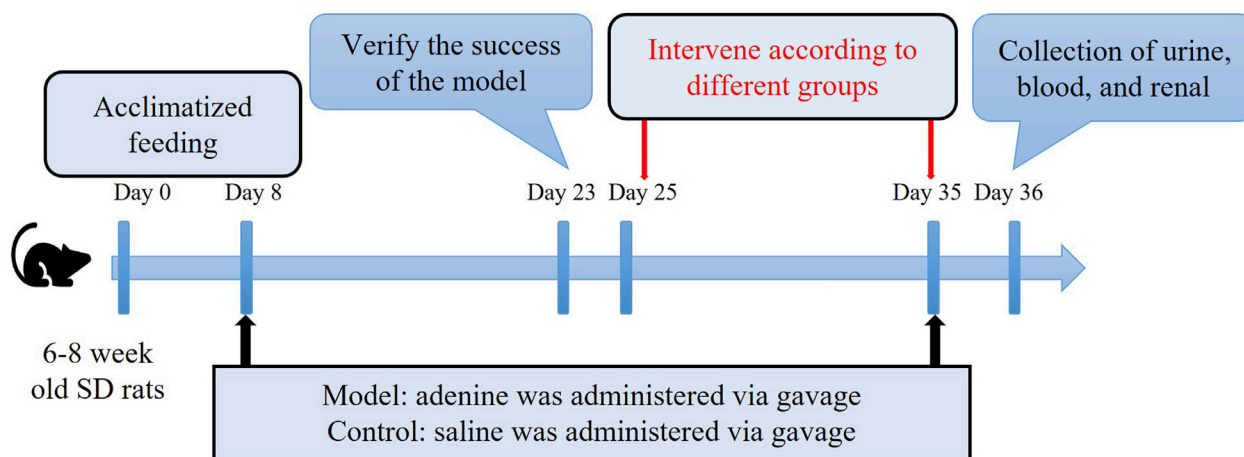 Verify the success
of the model
Intervene according to
different groups
Collection of urine,
blood, and renal
Acclimatized
feeding
Day 0
Day 8
Day 23
Day 25
Day 35
Day 36
6-8 week
old SD rats
Model: adenine was administered via gavage
Control: saline was administered via gavage